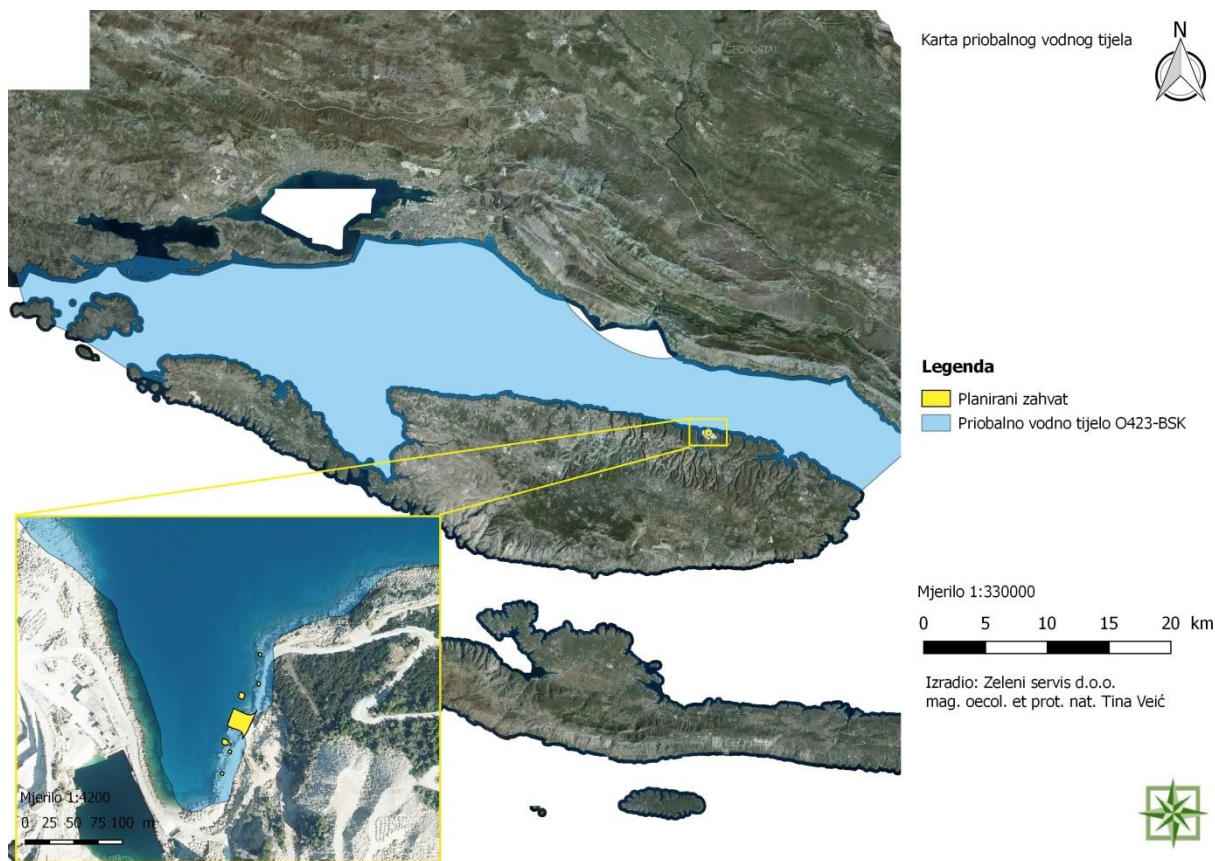 Karta priobalnog vodnog tijela
N
GEOPORTAL
Legenda
Planirani zahvat
Priobalno vodno tijelo O423-BSK
Mjerilo 1:330000
0 5 10 15 20 km
Izradio: Zeleni servis d.o.o.
mag. oecol. et prot. nat. Tina Veić
Mjerilo 1:4200
0 25 50 75 100 m